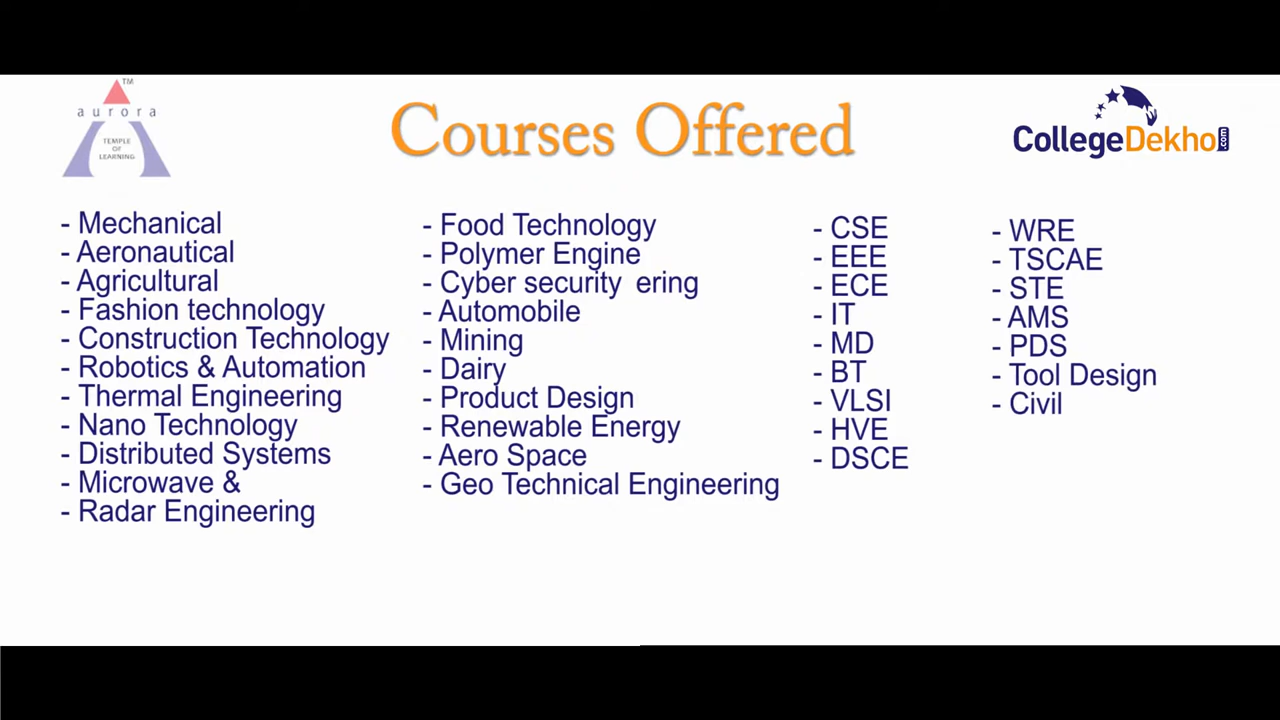 TM
aurora
TEMPLE
OF
LEARNING
Courses Offered
CollegeDekho.com
- Mechanical
- Aeronautical
- Agricultural
- Fashion technology
- Construction Technology
- Robotics & Automation
- Thermal Engineering
- Nano Technology
- Distributed Systems
- Microwave &
- Radar Engineering
- Food Technology
- Polymer Engine
- Cyber security ering
- Automobile
- Mining
- Dairy
- Product Design
- Renewable Energy
- Aero Space
- Geo Technical Engineering
- CSE
- EEE
- ECE
- IT
- MD
- BT
- VLSI
- HVE
- DSCE
- WRE
- TSCAE
- STE
- AMS
- PDS
- Tool Design
- Civil